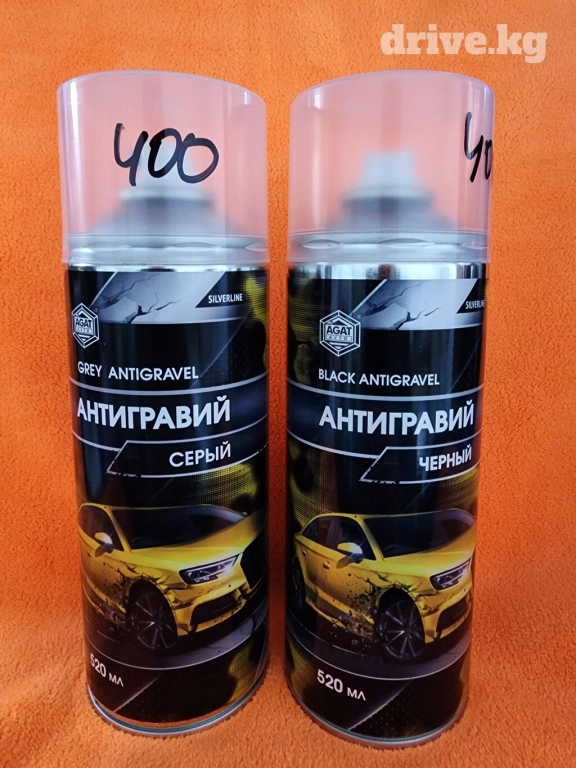 drive.kg
400
SILVERLINE
AGAT
AVTO
GREY ANTIGRAVEL
АНТИГРАВИЙ
СЕРЫЙ
520 МЛ
40
SILVERLINE
AGAT
AVTO
BLACK ANTIGRAVEL
АНТИГРАВИЙ
ЧЕРНЫЙ
520 МЛ